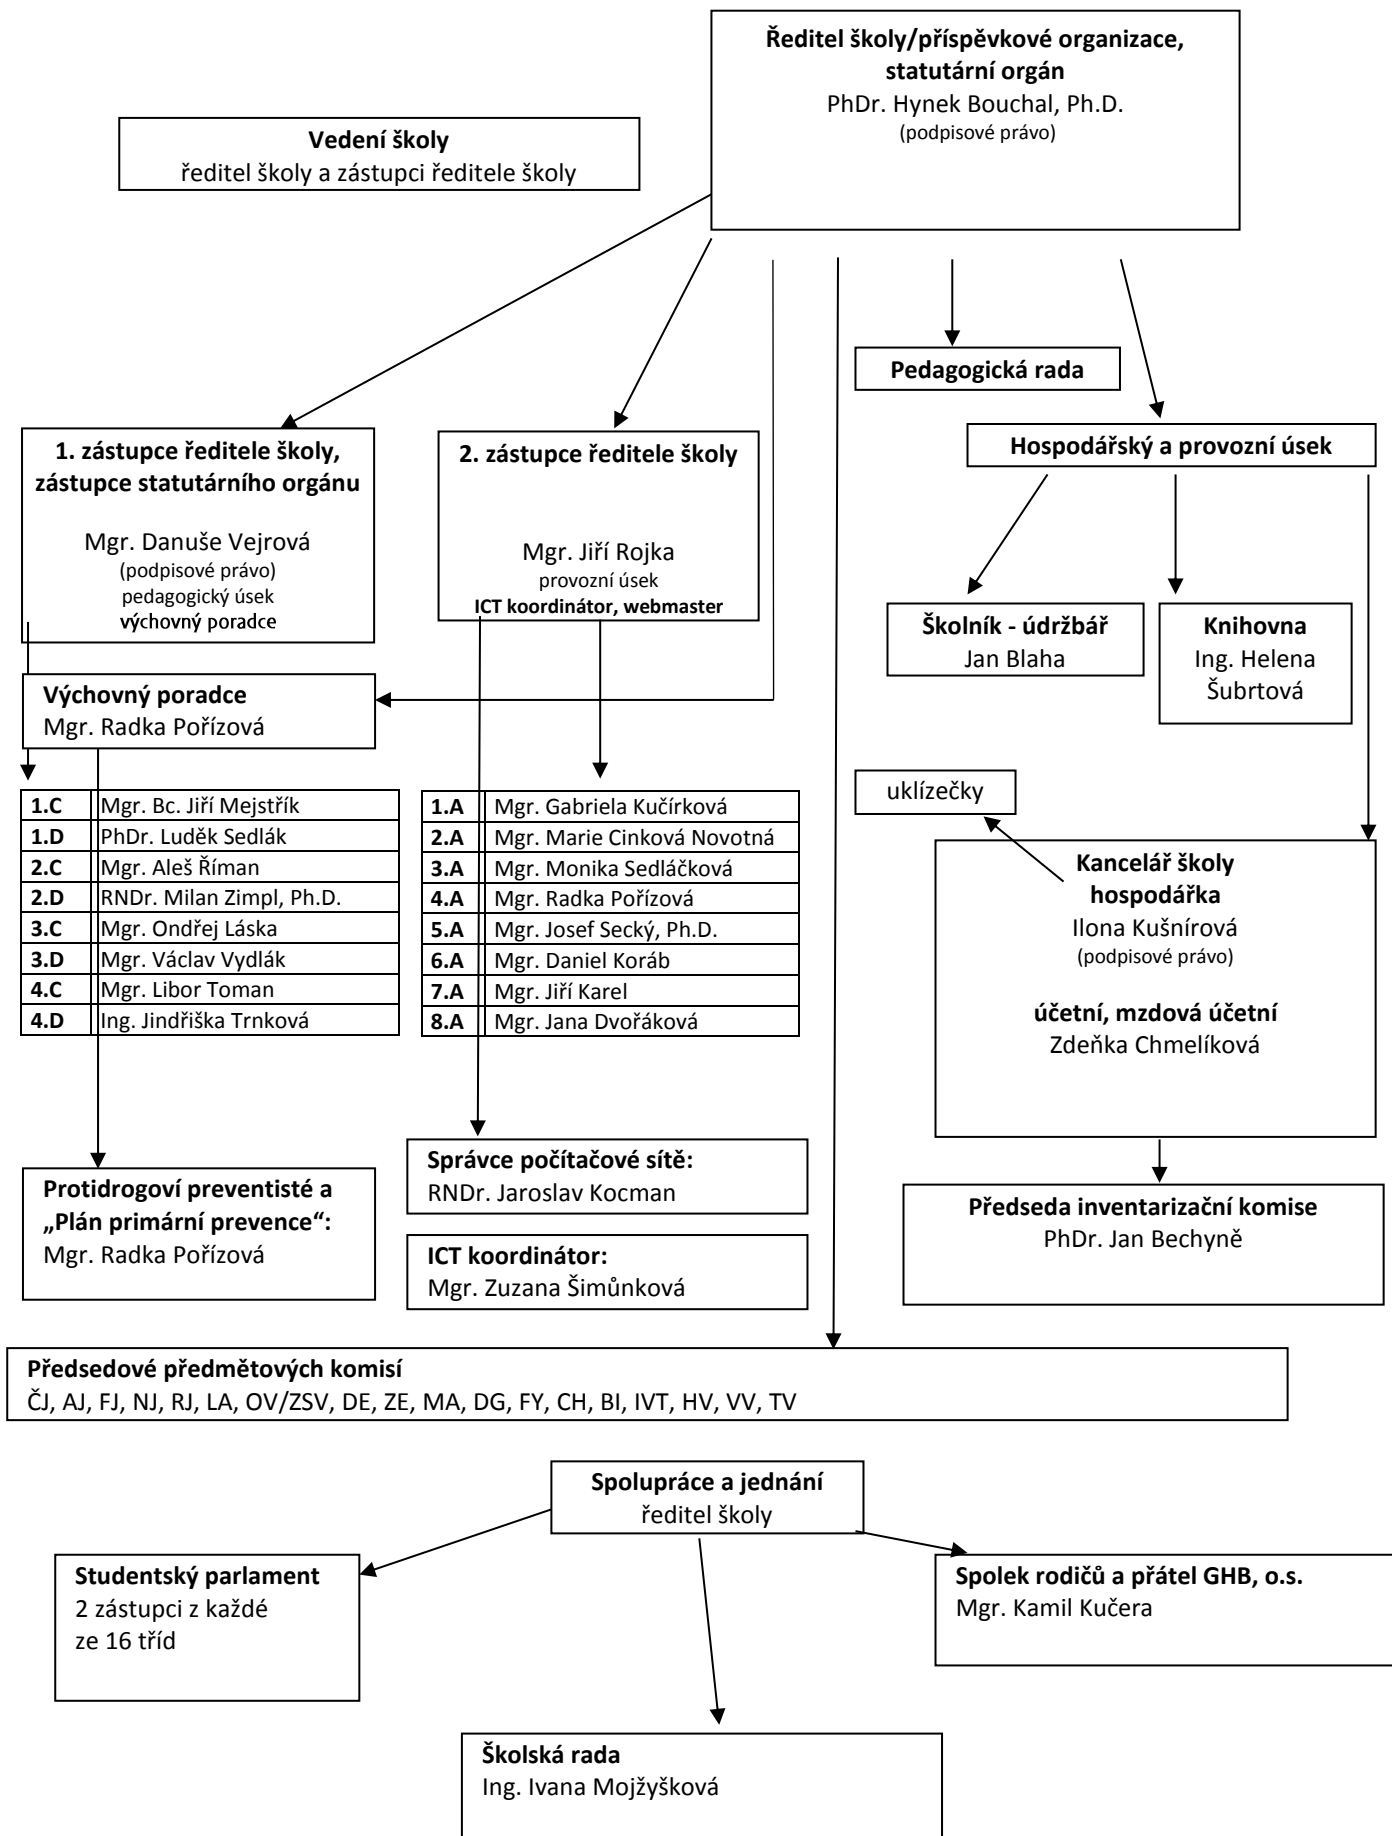 Ředitel školy/příspěvkové organizace,
statutární orgán
PhDr. Hynek Bouchal, Ph.D.
(podpisové právo)
Vedení školy
ředitel školy a zástupci ředitele školy
Pedagogická rada
1. zástupce ředitele školy,
zástupce statutárního orgánu
Mgr. Danuše Vejrová
(podpisové právo)
pedagogický úsek
výchovný poradce
2. zástupce ředitele školy
Mgr. Jiří Rojka
provozní úsek
ICT koordinátor, webmaster
Hospodářský a provozní úsek
Školník - údržbář
Jan Blaha
Knihovna
Ing. Helena
Šubrtová
Výchovný poradce
Mgr. Radka Pořízová
1.C Mgr. Bc. Jiří Mejstřík
1.D PhDr. Luděk Sedlák
2.C Mgr. Aleš Říman
2.D RNDr. Milan Zimpl, Ph.D.
3.C Mgr. Ondřej Láska
3.D Mgr. Václav Vydlák
4.C Mgr. Libor Toman
4.D Ing. Jindřiška Trnková
1.A Mgr. Gabriela Kučírková
2.A Mgr. Marie Cinková Novotná
3.A Mgr. Monika Sedláčková
4.A Mgr. Radka Pořízová
5.A Mgr. Josef Secký, Ph.D.
6.A Mgr. Daniel Koráb
7.A Mgr. Jiří Karel
8.A Mgr. Jana Dvořáková
uklízečky
Kancelář školy
hospodářka
Ilona Kušnírová
(podpisové právo)
účetní, mzdová účetní
Zdeňka Chmelíková
Protidrogoví preventisté a
„Plán primární prevence“:
Mgr. Radka Pořízová
Správce počítačové sítě:
RNDr. Jaroslav Kocman
ICT koordinátor:
Mgr. Zuzana Šimůnková
Předseda inventarizační komise
PhDr. Jan Bechyně
Předsedové předmětových komisí
ČJ, AJ, FJ, NJ, RJ, LA, OV/ZSV, DE, ZE, MA, DG, FY, CH, BI, IVT, HV, VV, TV
Spolupráce a jednání
ředitel školy
Studentský parlament
2 zástupci z každé
ze 16 tříd
Spolek rodičů a přátel GHB, o.s.
Mgr. Kamil Kučera
Školská rada
Ing. Ivana Mojžyšková